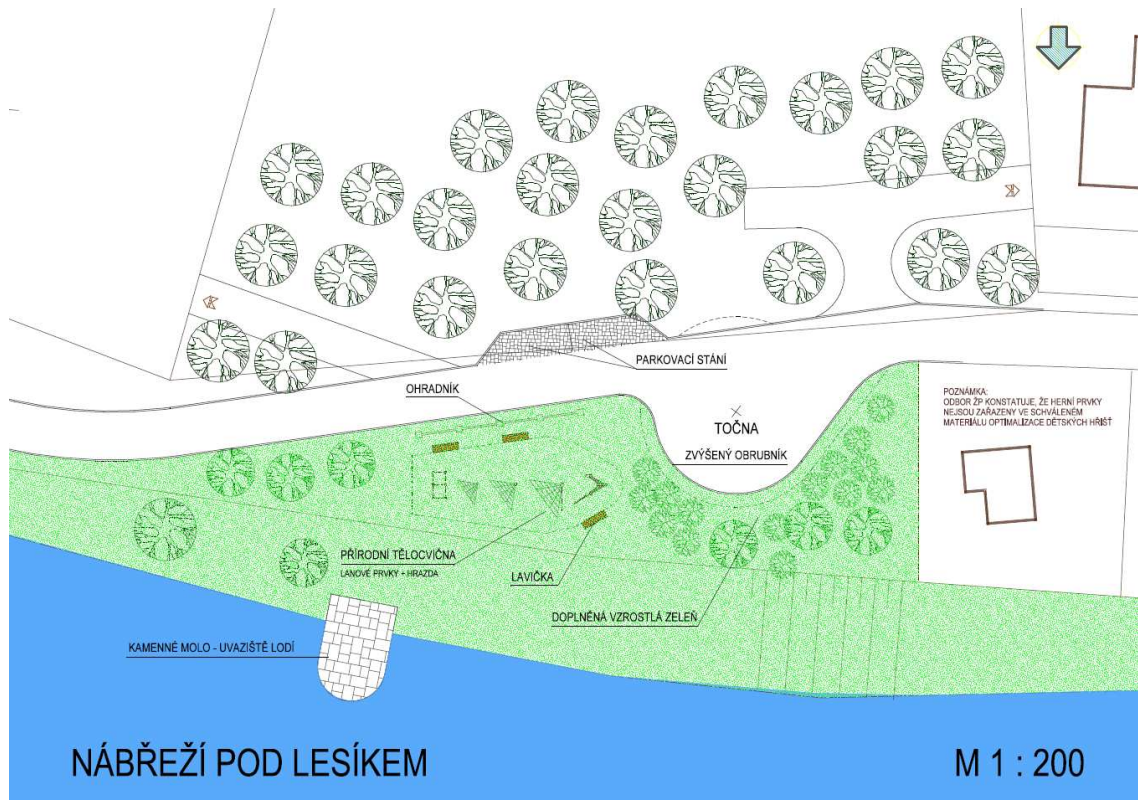 PARKOVACÍ STÁNÍ
OHRADNÍK
POZNÁMKA:
ODBOR ŽP KONSTATUJE, ŽE HERNÍ PRVKY
NEJSOU ZAŘAZENY VE SCHVÁLENÉM
MATERIÁLU OPTIMALIZACE DĚTSKÝCH HŘIŠŤ
TOČNA
ZVÝŠENÝ OBRUBNÍK
PŘÍRODNÍ TĚLOCVIČNA
LANOVÉ PRVKY - HRAZDA
LAVIČKA
DOPLNĚNÁ VZROSTLÁ ZELEŇ
KAMENNÉ MOLO - UVAZIŠTĚ LODÍ
NÁBŘEŽÍ POD LESÍKEM
M 1 : 200